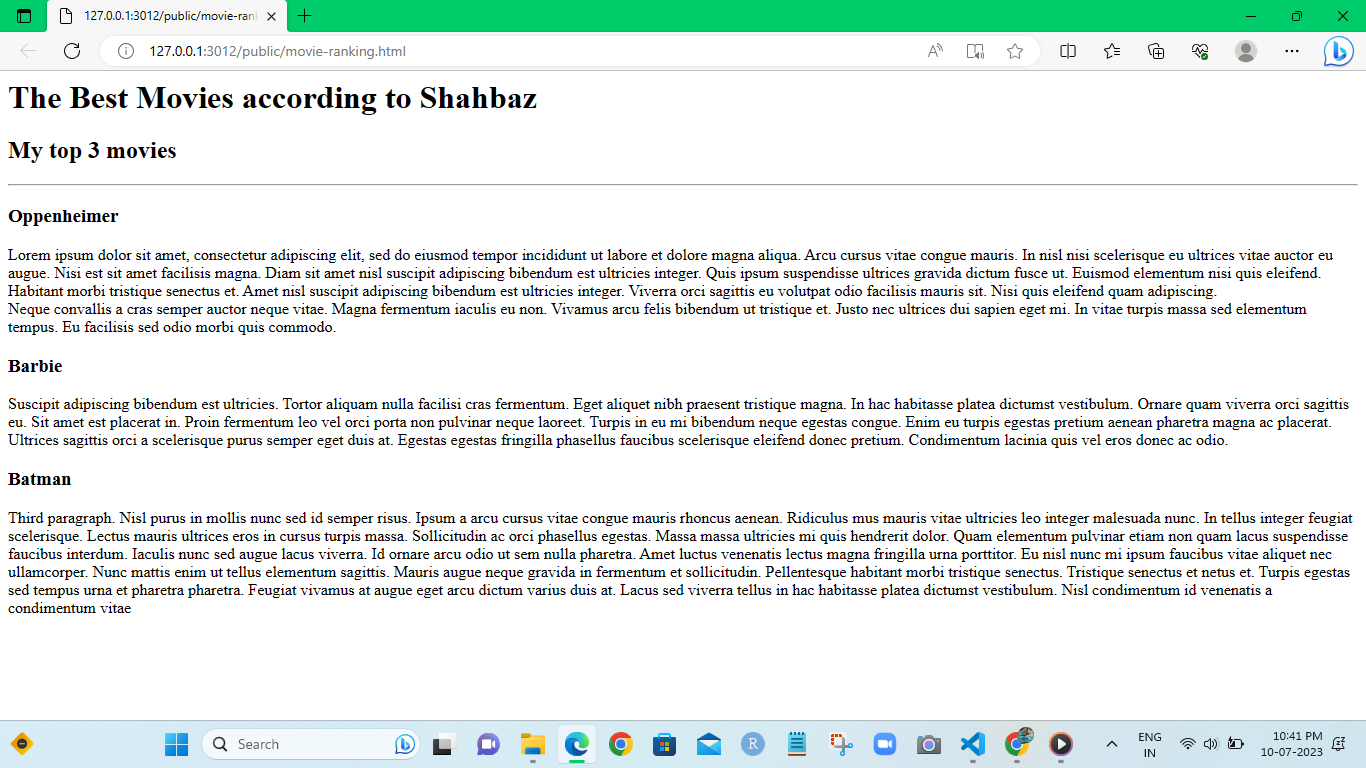 127.0.0.1:3012/public/movie-ran
127.0.0.1:3012/public/movie-ranking.html
The Best Movies according to Shahbaz
My top 3 movies
Oppenheimer
Lorem ipsum dolor sit amet, consectetur adipiscing elit, sed do eiusmod tempor incididunt ut labore et dolore magna aliqua. Arcu cursus vitae congue mauris. In nisl nisi scelerisque eu ultrices vitae auctor eu
augue. Nisi est sit amet facilisis magna. Diam sit amet nisl suscipit adipiscing bibendum est ultricies integer. Quis ipsum suspendisse ultrices gravida dictum fusce ut. Euismod elementum nisi quis eleifend.
Habitant morbi tristique senectus et. Amet nisl suscipit adipiscing bibendum est ultricies integer. Viverra orci sagittis eu volutpat odio facilisis mauris sit. Nisi quis eleifend quam adipiscing.
Neque convallis a cras semper auctor neque vitae. Magna fermentum iaculis eu non. Vivamus arcu felis bibendum ut tristique et. Justo nec ultrices dui sapien eget mi. In vitae turpis massa sed elementum
tempus. Eu facilisis sed odio morbi quis commodo.
Barbie
Suscipit adipiscing bibendum est ultricies. Tortor aliquam nulla facilisi cras fermentum. Eget aliquet nibh praesent tristique magna. In hac habitasse platea dictumst vestibulum. Ornare quam viverra orci sagittis
eu. Sit amet est placerat in. Proin fermentum leo vel orci porta non pulvinar neque laoreet. Turpis in eu mi bibendum neque egestas congue. Enim eu turpis egestas pretium aenean pharetra magna ac placerat.
Ultrices sagittis orci a scelerisque purus semper eget duis at. Egestas egestas fringilla phasellus faucibus scelerisque eleifend donec pretium. Condimentum lacinia quis vel eros donec ac odio.
Batman
Third paragraph. Nisl purus in mollis nunc sed id semper risus. Ipsum a arcu cursus vitae congue mauris rhoncus aenean. Ridiculus mus mauris vitae ultricies leo integer malesuada nunc. In tellus integer feugiat
scelerisque. Lectus mauris ultrices eros in cursus turpis massa. Sollicitudin ac orci phasellus egestas. Massa massa ultricies mi quis hendrerit dolor. Quam elementum pulvinar etiam non quam lacus suspendisse
faucibus interdum. Iaculis nunc sed augue lacus viverra. Id ornare arcu odio ut sem nulla pharetra. Amet luctus venenatis lectus magna fringilla urna porttitor. Eu nisl nunc mi ipsum faucibus vitae aliquet nec
ullamcorper. Nunc mattis enim ut tellus elementum sagittis. Mauris augue neque gravida in fermentum et sollicitudin. Pellentesque habitant morbi tristique senectus. Tristique senectus et netus et. Turpis egestas
sed tempus urna et pharetra pharetra. Feugiat vivamus at augue eget arcu dictum varius duis at. Lacus sed viverra tellus in hac habitasse platea dictumst vestibulum. Nisl condimentum id venenatis a
condimentum vitae
Search
ENG
IN
10:41 PM
10-07-2023